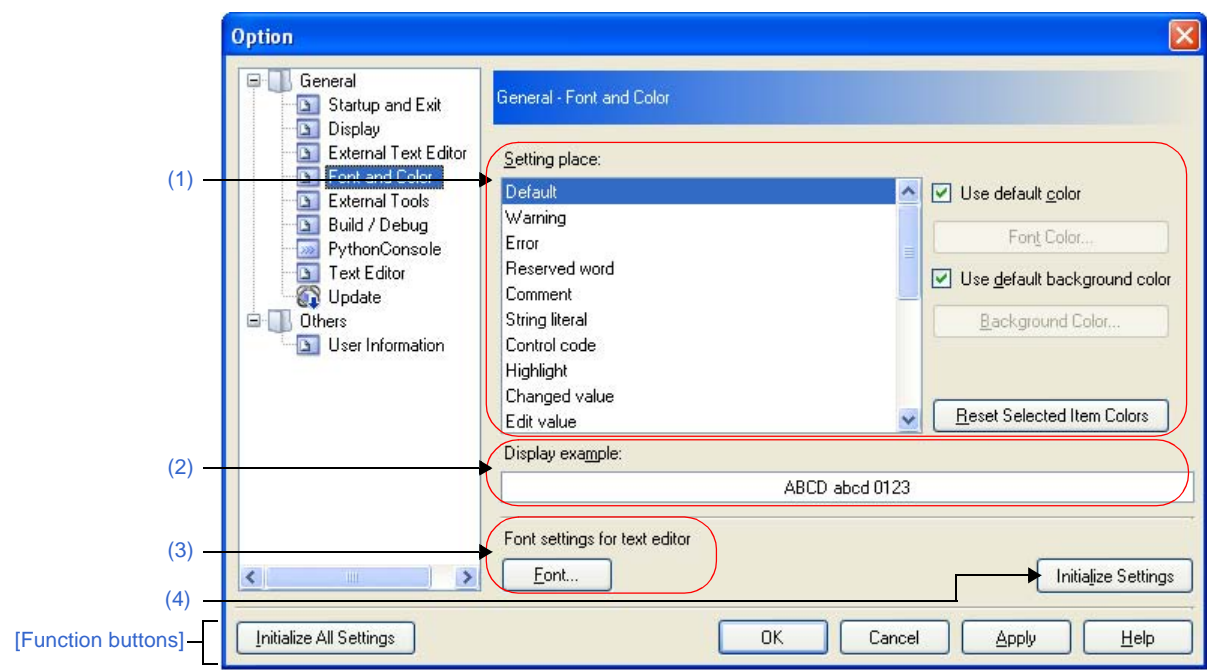 Option
General
Startup and Exit
Display
External Text Editor
Font and Color
External Tools
Build / Debug
PythonConsole
Text Editor
Update
Others
User Information
General - Font and Color
(1)
Setting place:
Default
Warning
Error
Reserved word
Comment
String literal
Control code
Highlight
Changed value
Edit value
Use default color
Font Color...
Use default background color
Background Color...
Reset Selected Item Colors
(2)
Display example:
ABCD abcd 0123
(3)
Font settings for text editor
Font...
(4)
Initialize Settings
[Function buttons]
Initialize All Settings
OK
Cancel
Apply
Help